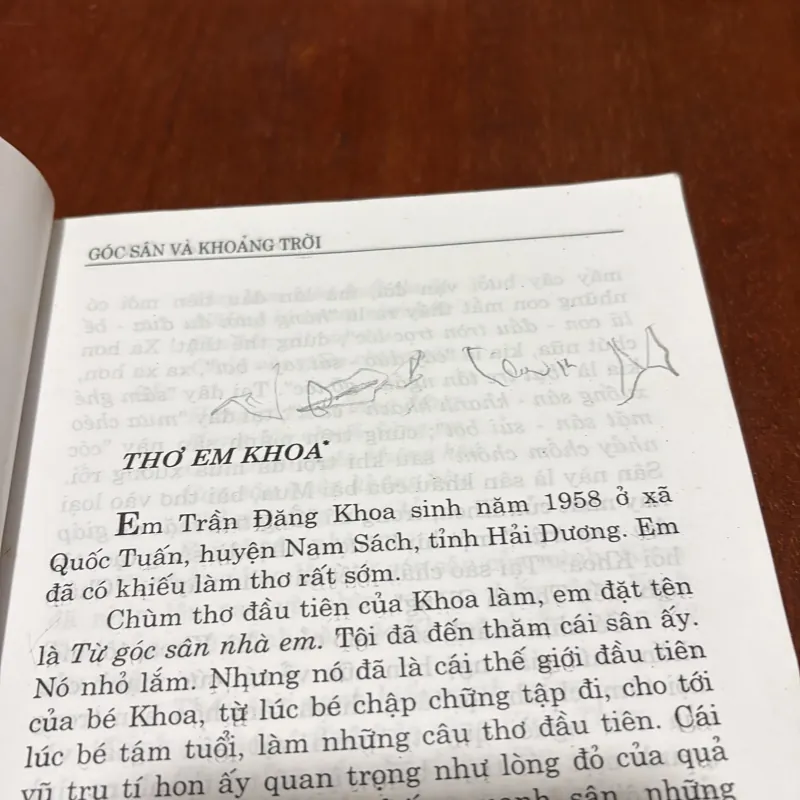 GÓC SÂN VÀ KHOẢNG TRỜI
THƠ EM KHOA*
Em Trần Đăng Khoa sinh năm 1958 ở xã
Quốc Tuấn, huyện Nam Sách, tỉnh Hải Dương. Em
đã có khiếu làm thơ rất sớm.
Chùm thơ đầu tiên của Khoa làm, em đặt tên
là Từ góc sân nhà em. Tôi đã đến thăm cái sân ấy.
Nó nhỏ lắm. Nhưng nó đã là cái thế giới đầu tiên
của bé Khoa, từ lúc bé chập chững tập đi, cho tới
lúc bé tám tuổi, làm những câu thơ đầu tiên. Cái
vũ trụ tí hon ấy quan trọng như lòng đỏ của quả
sân, những